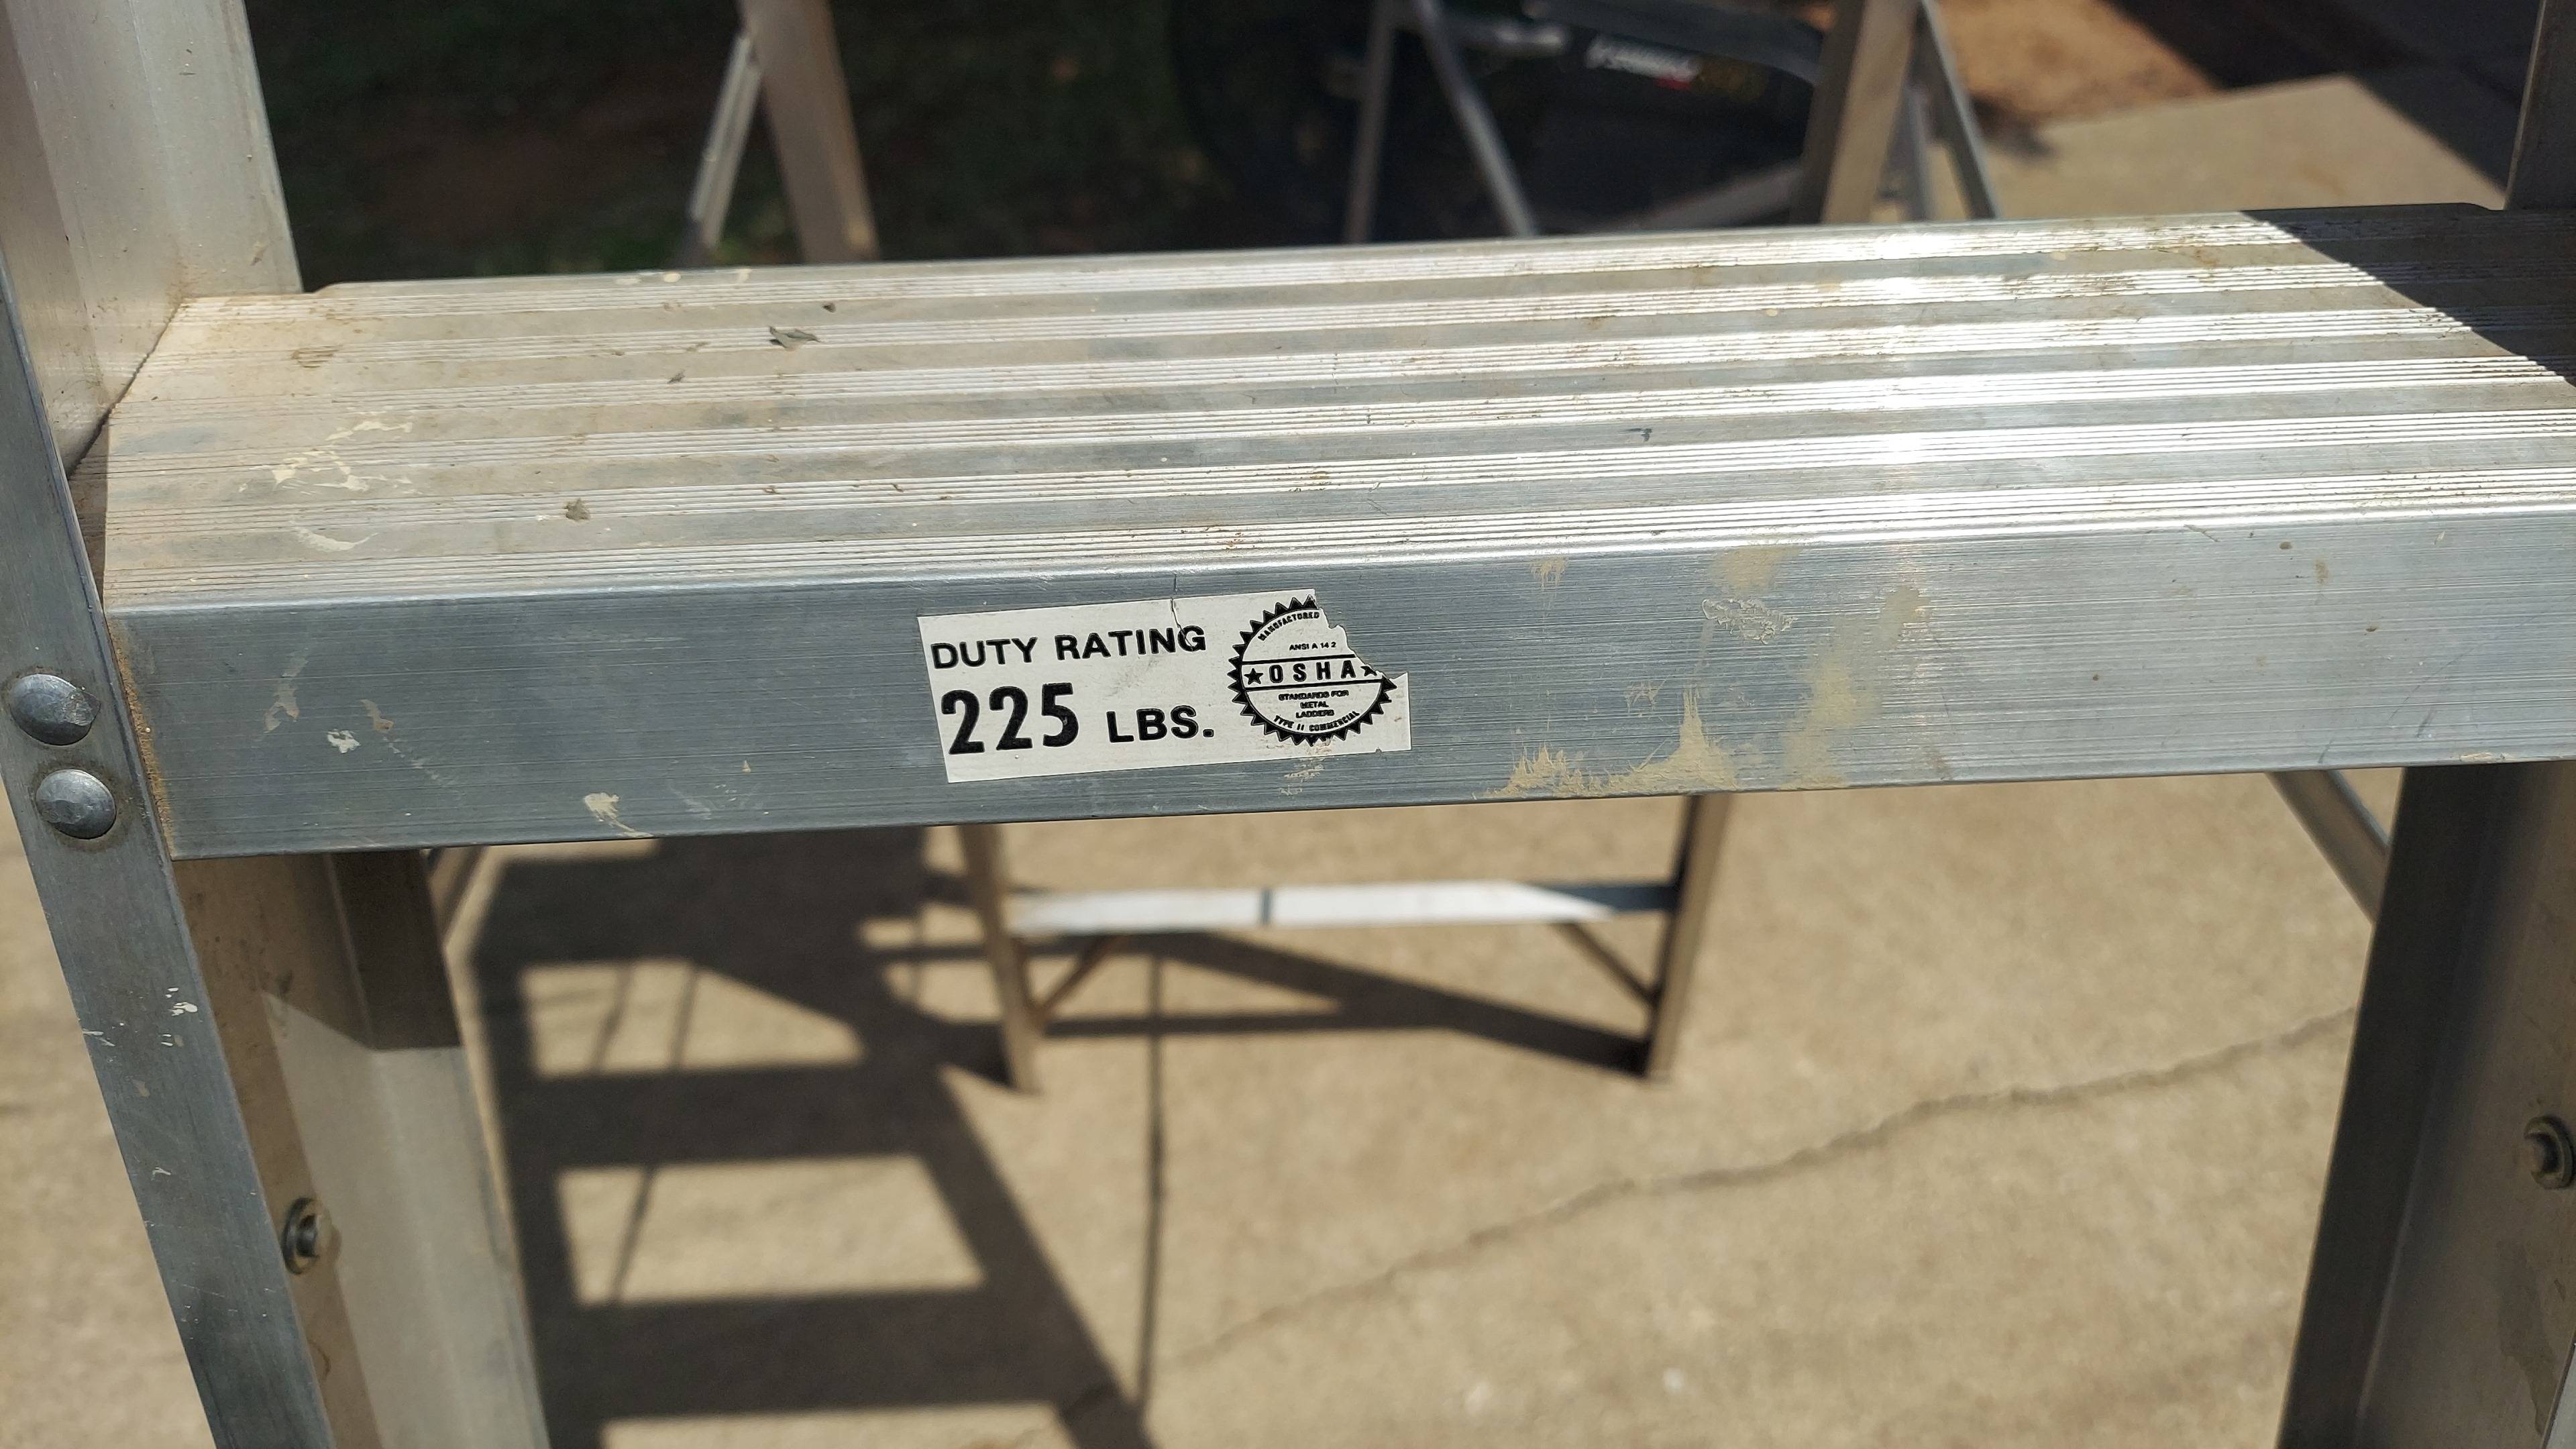 DUTY RATING
225 LBS.
MANUFACTURED
ANSI A 14 2
★OSHA★
STANDARDS FOR
METAL
LADDERS
TYPE II COMMERCIAL